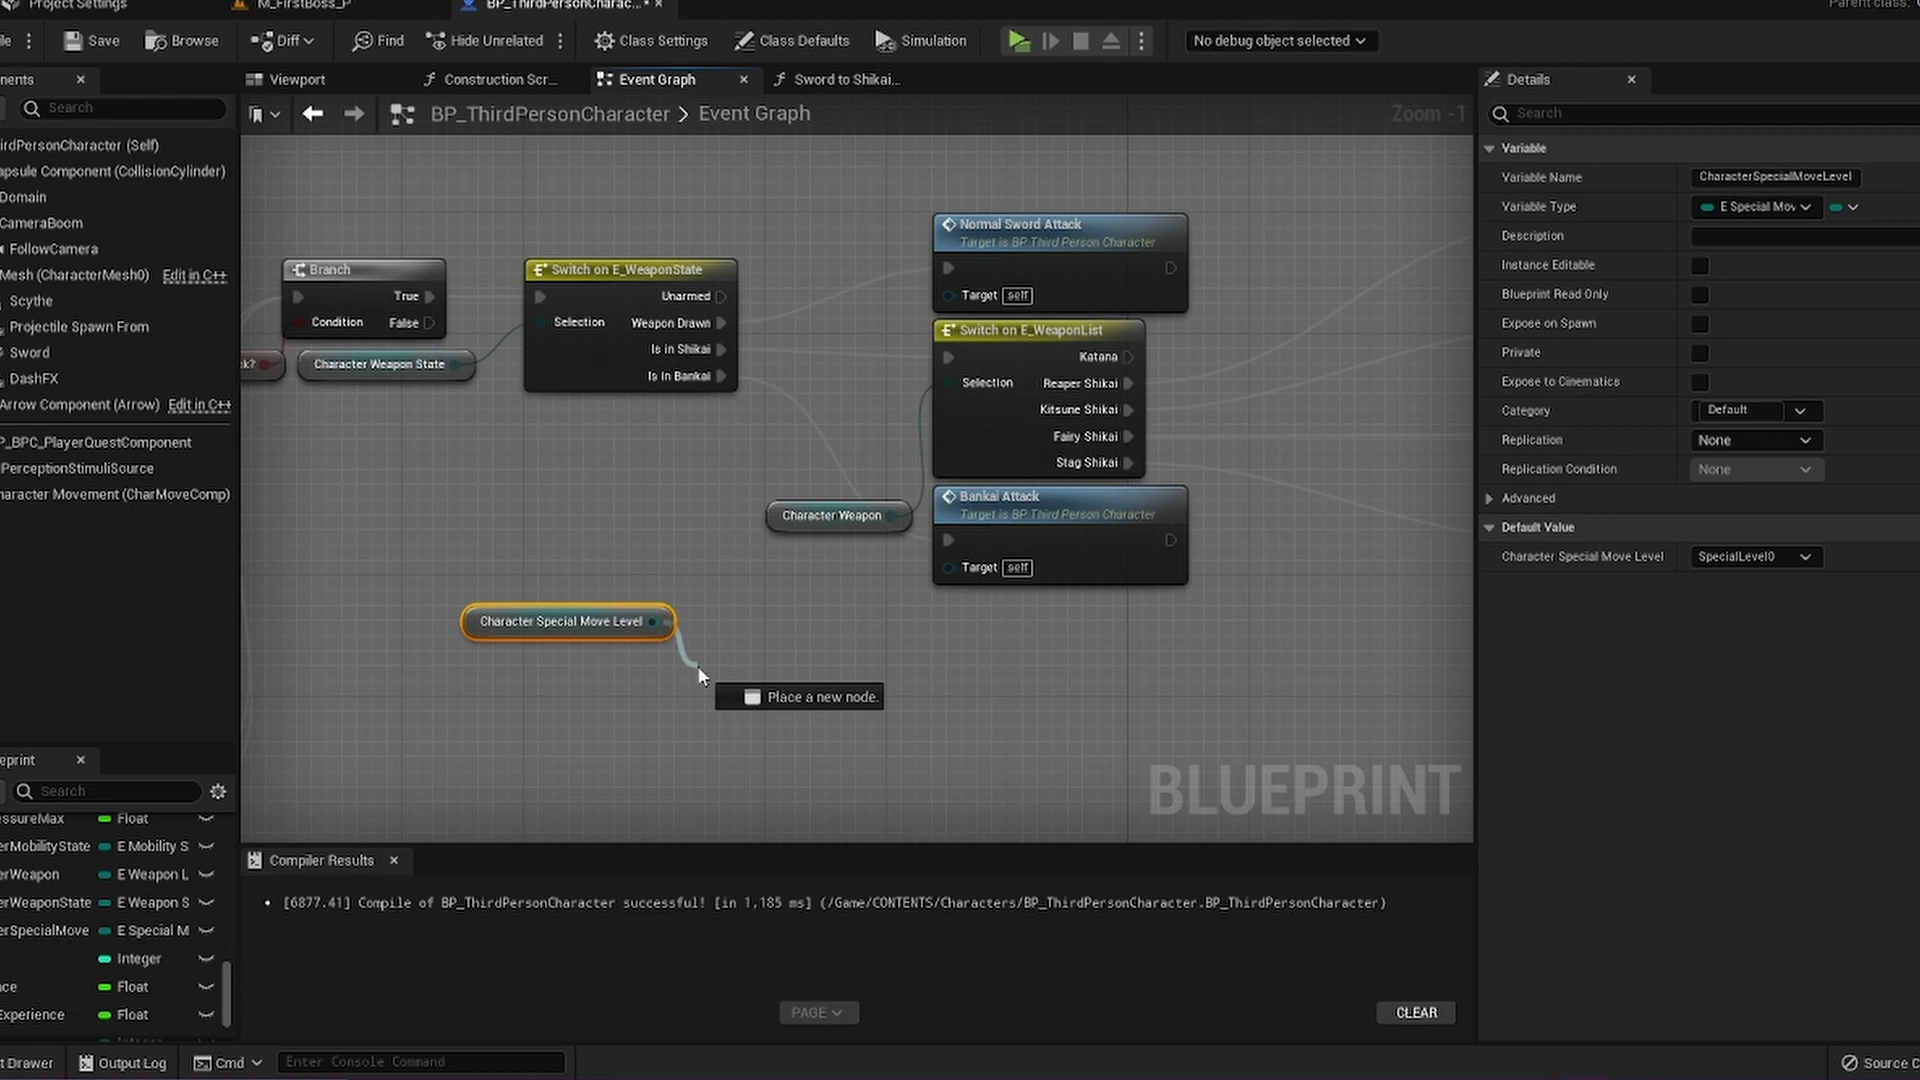 Project Settings
M_FirstBoss_P
BP_ThirdPersonCharac...* ×
Parent class:
Save
Browse
Diff
Find
Hide Unrelated
Class Settings
Class Defaults
Simulation
No debug object selected
nents
Viewport
Construction Scr...
Event Graph
Sword to Shikai...
Details
Search
BP_ThirdPersonCharacter > Event Graph
Zoom -1
Search
irdPersonCharacter (Self)
apsule Component (CollisionCylinder)
Domain
CameraBoom
FollowCamera
Mesh (CharacterMesh0) Edit in C++
Scythe
Projectile Spawn From
Sword
DashFX
Arrow Component (Arrow) Edit in C++
P_BPC_PlayerQuestComponent
PerceptionStimuliSource
haracter Movement (CharMoveComp)
Branch
True
Condition
False
k?
Character Weapon State
Switch on E_WeaponState
Unarmed
Selection
Weapon Drawn
Is in Shikai
Is in Bankai
Normal Sword Attack
Target is BP Third Person Character
Target self
Switch on E_WeaponList
Katana
Selection
Reaper Shikai
Kitsune Shikai
Fairy Shikai
Stag Shikai
Character Weapon
Bankai Attack
Target is BP Third Person Character
Target self
Character Special Move Level
Place a new node.
BLUEPRINT
Variable
Variable Name
CharacterSpecialMoveLevel
Variable Type
E Special Mov
Description
Instance Editable
Blueprint Read Only
Expose on Spawn
Private
Expose to Cinematics
Category
Default
Replication
None
Replication Condition
None
Advanced
Default Value
Character Special Move Level
SpecialLevel0
eprint
Search
essureMax Float
erMobilityState E Mobility S
erWeapon E Weapon L
erWeaponState E Weapon S
erSpecialMove E Special M
Integer
ce Float
Experience Float
Compiler Results
• [6877.41] Compile of BP_ThirdPersonCharacter successful! [in 1,185 ms] (/Game/CONTENTS/Characters/BP_ThirdPersonCharacter.BP_ThirdPersonCharacter)
PAGE
CLEAR
t Drawer
Output Log
Cmd
Enter Console Command
Source C